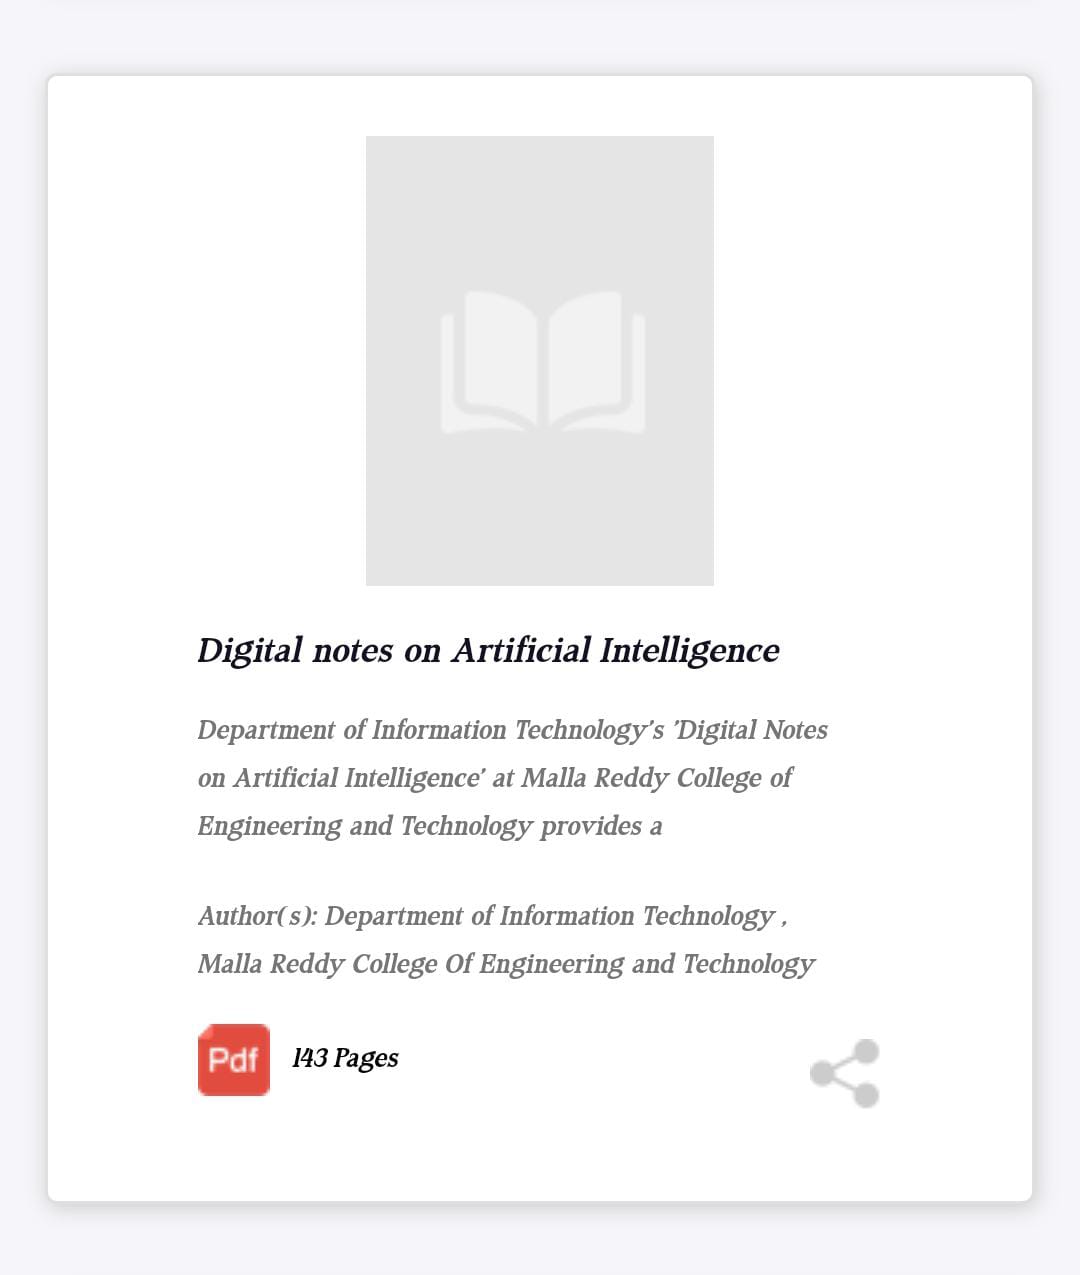 Digital notes on Artificial Intelligence
Department of Information Technology's 'Digital Notes
on Artificial Intelligence' at Malla Reddy College of
Engineering and Technology provides a
Author(s): Department of Information Technology ,
Malla Reddy College Of Engineering and Technology
Pdf 143 Pages